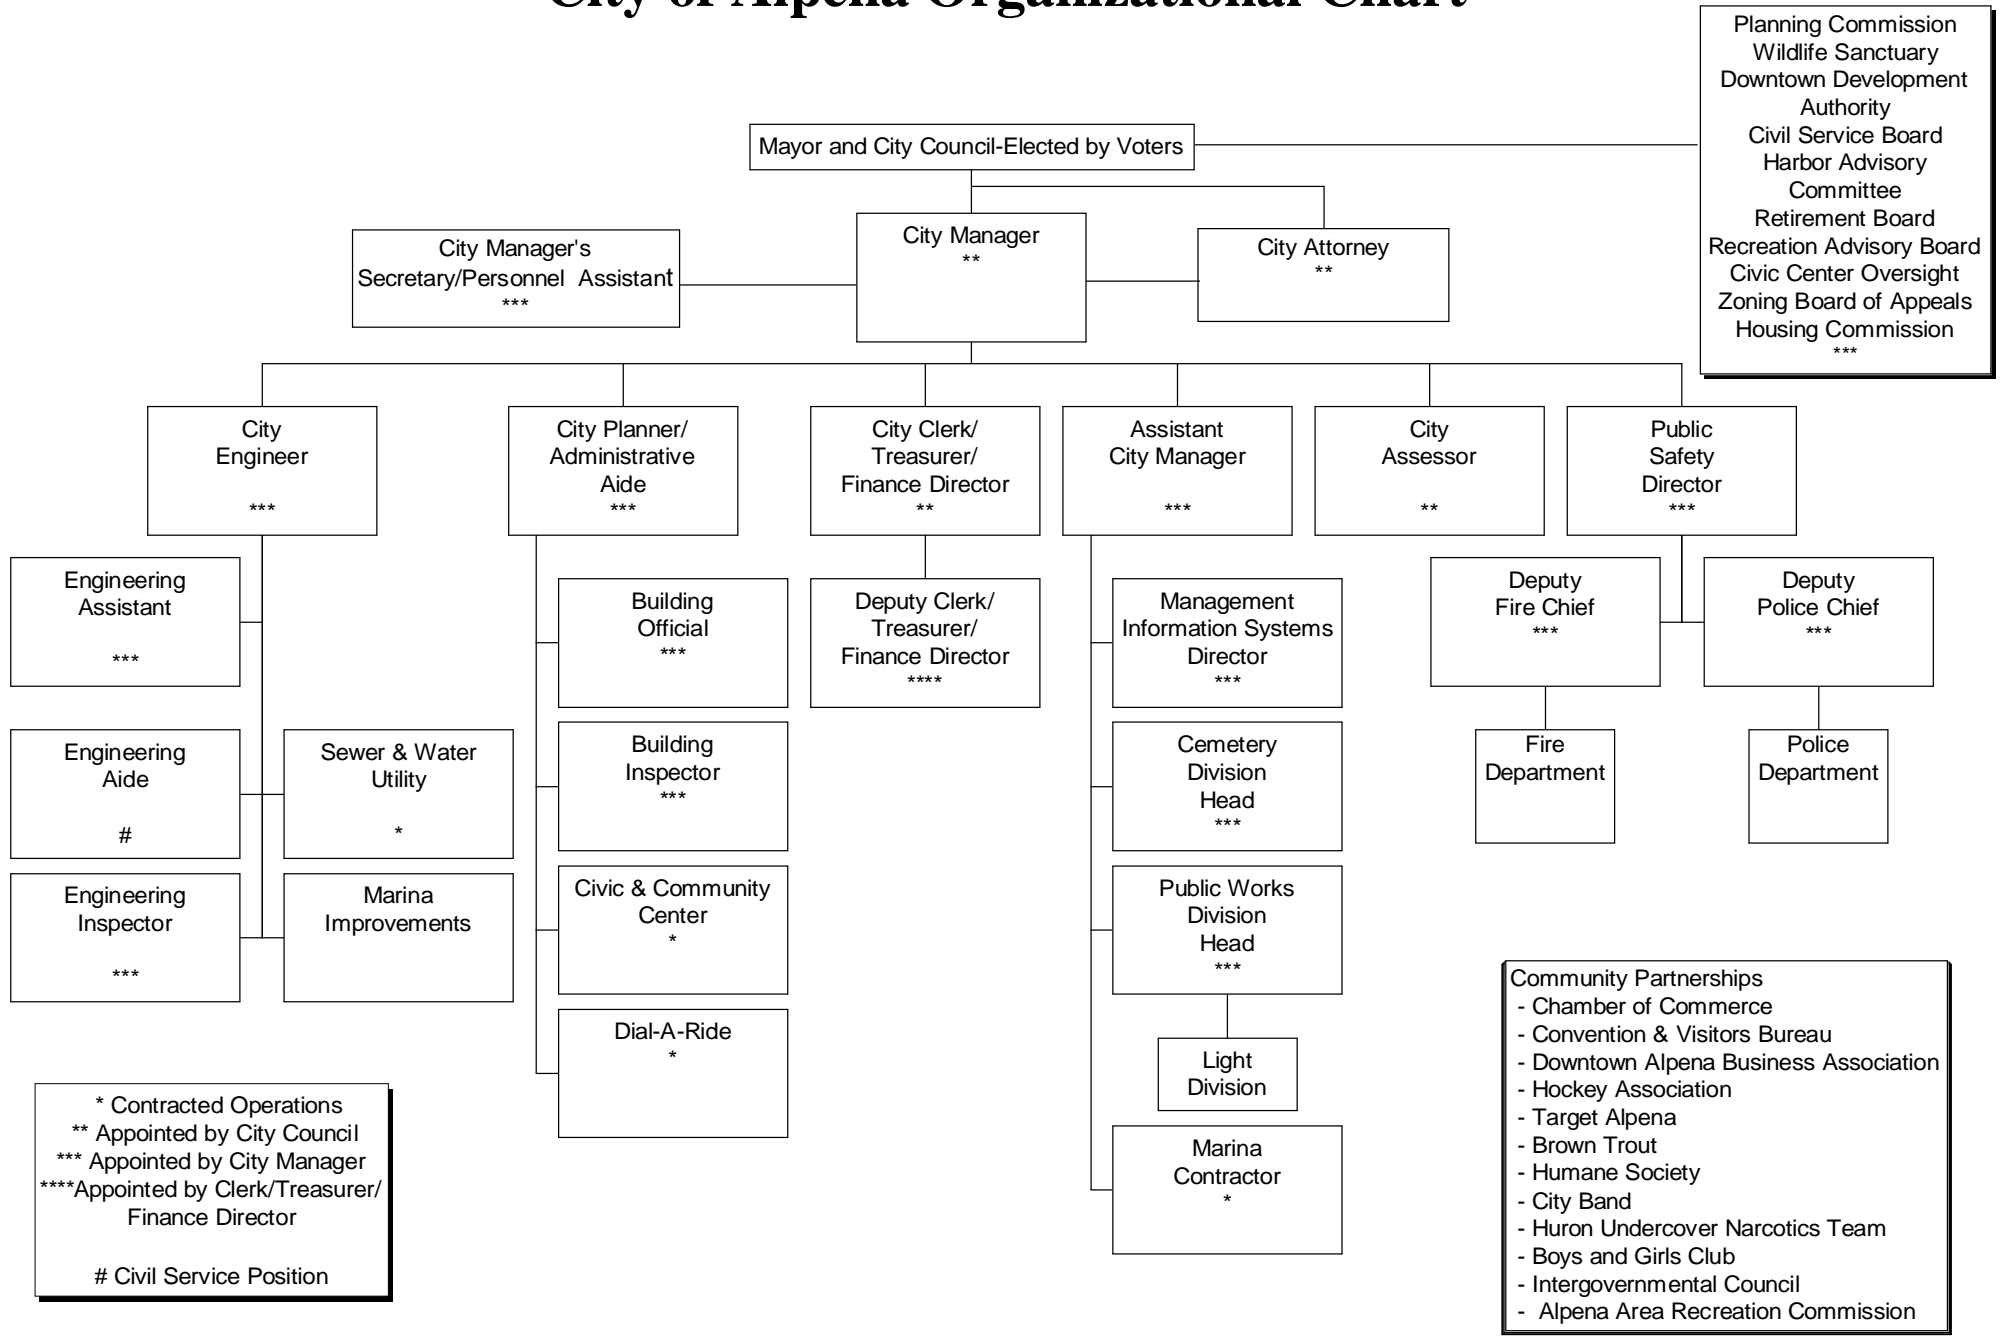 City of Alpena Organizational Chart
Planning Commission
Wildlife Sanctuary
Downtown Development
Authority
Civil Service Board
Harbor Advisory
Committee
Retirement Board
Recreation Advisory Board
Civic Center Oversight
Zoning Board of Appeals
Housing Commission
***
Mayor and City Council-Elected by Voters
City Manager's
Secretary/Personnel Assistant
***
City Manager
**
City Attorney
**
City
Engineer
***
City Planner/
Administrative
Aide
***
City Clerk/
Treasurer/
Finance Director
**
Assistant
City Manager
***
City
Assessor
**
Public
Safety
Director
***
Engineering
Assistant
***
Engineering
Aide
#
Sewer & Water
Utility
*
Engineering
Inspector
***
Marina
Improvements
Building
Official
***
Building
Inspector
***
Civic & Community
Center
*
Dial-A-Ride
*
Deputy Clerk/
Treasurer/
Finance Director
****
Management
Information Systems
Director
***
Cemetery
Division
Head
***
Public Works
Division
Head
***
Light
Division
Marina
Contractor
*
Deputy
Fire Chief
***
Deputy
Police Chief
***
Fire
Department
Police
Department
* Contracted Operations
** Appointed by City Council
*** Appointed by City Manager
****Appointed by Clerk/Treasurer/
Finance Director
# Civil Service Position
Community Partnerships
- Chamber of Commerce
- Convention & Visitors Bureau
- Downtown Alpena Business Association
- Hockey Association
- Target Alpena
- Brown Trout
- Humane Society
- City Band
- Huron Undercover Narcotics Team
- Boys and Girls Club
- Intergovernmental Council
- Alpena Area Recreation Commission